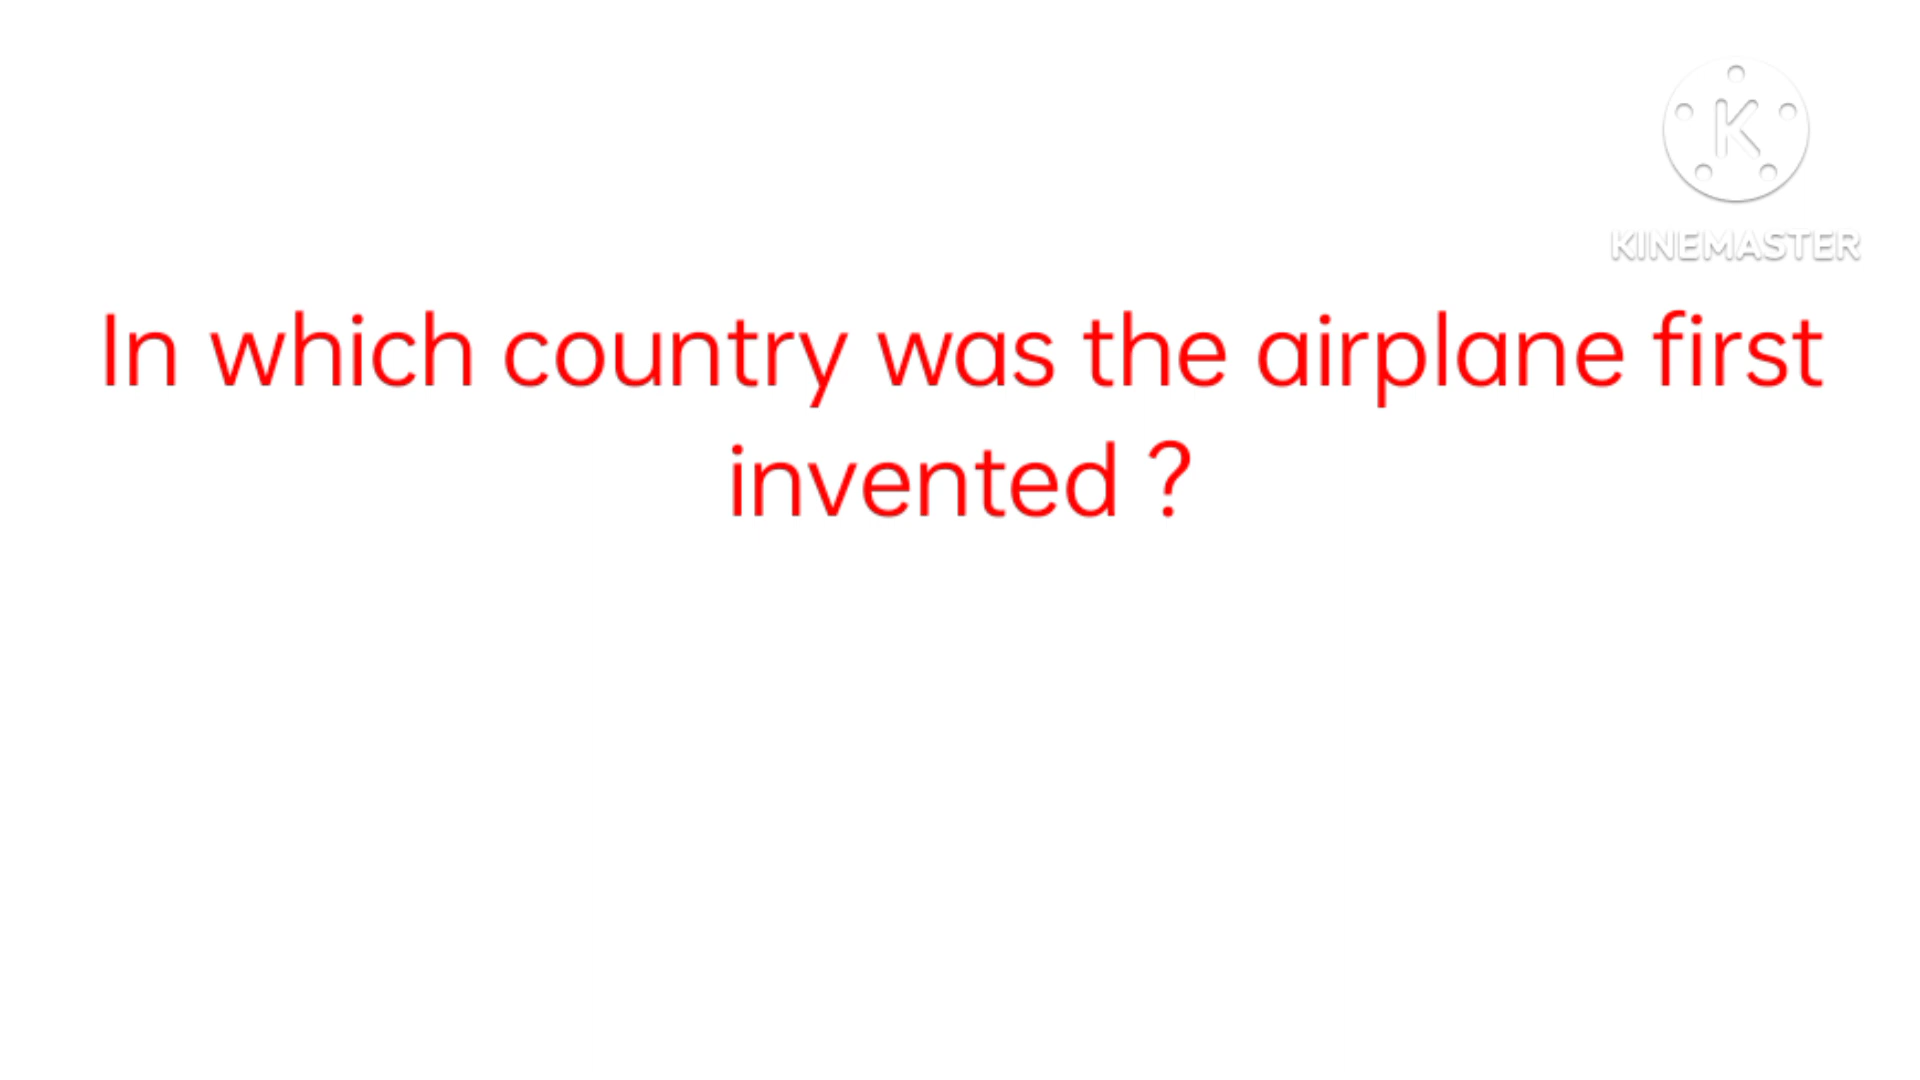 K
KINEMASTER
In which country was the airplane first
invented ?